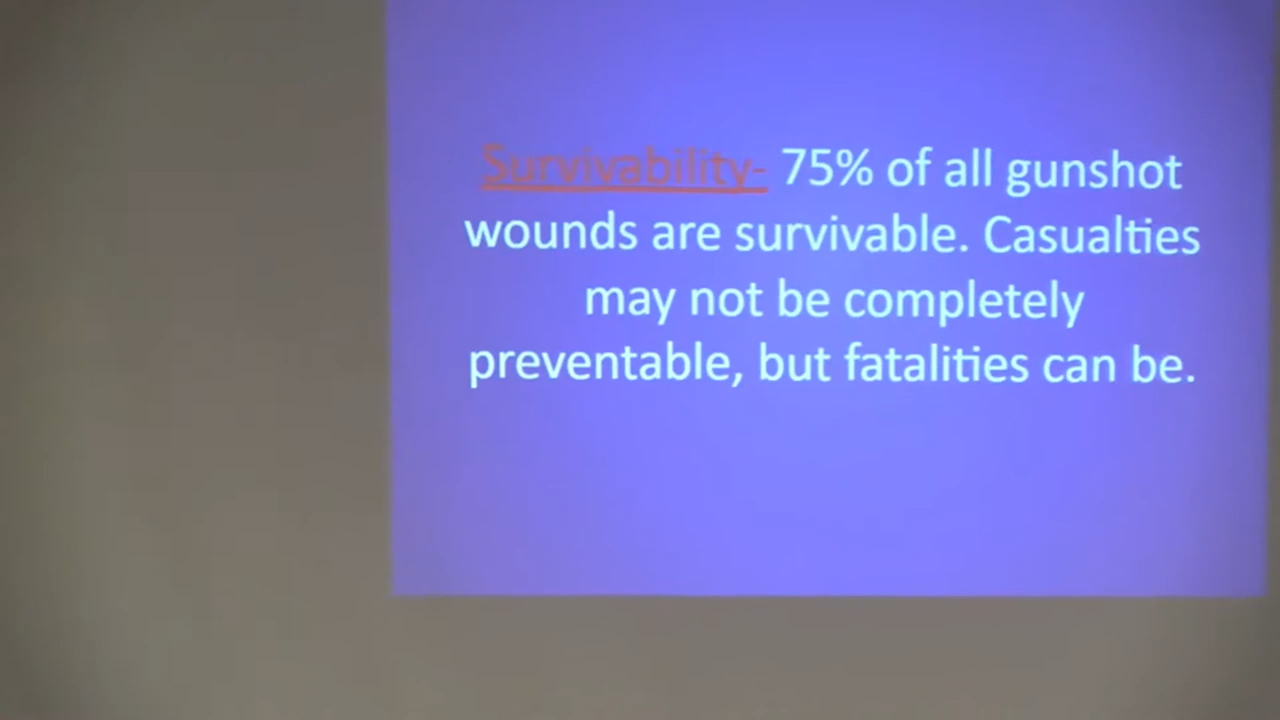 Survivability- 75% of all gunshot
wounds are survivable. Casualties
may not be completely
preventable, but fatalities can be.